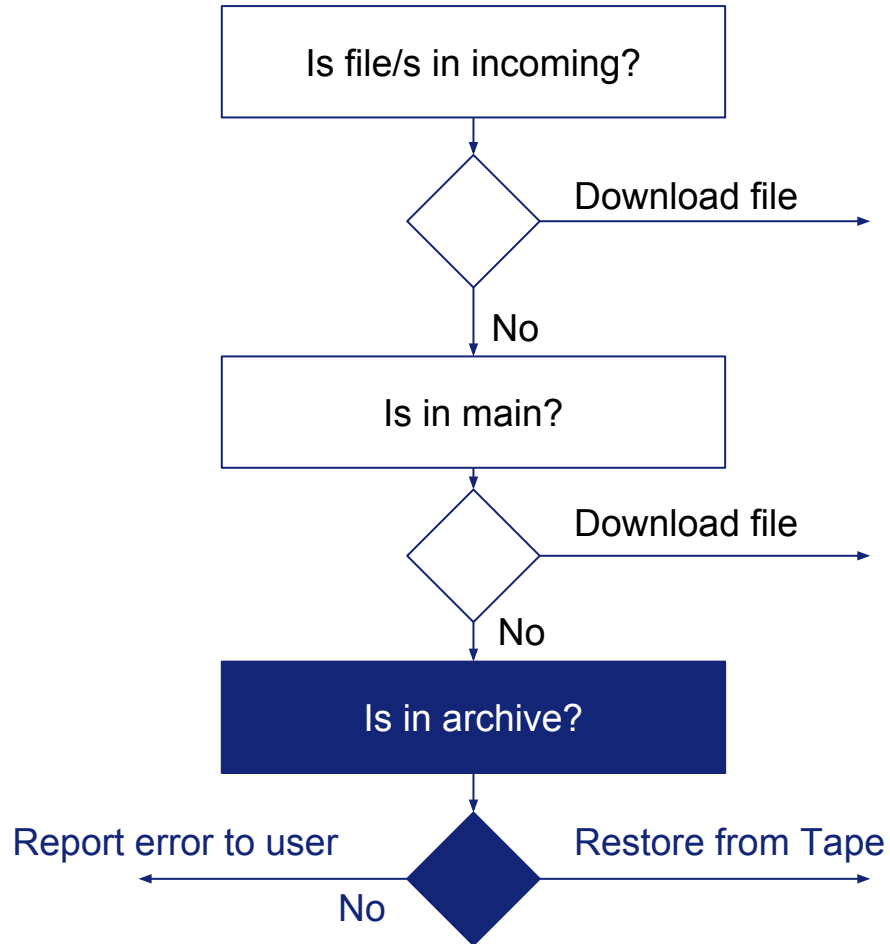 Is file/s in incoming?
Download file
No
Is in main?
Download file
No
Is in archive?
Report error to user
Restore from Tape
No